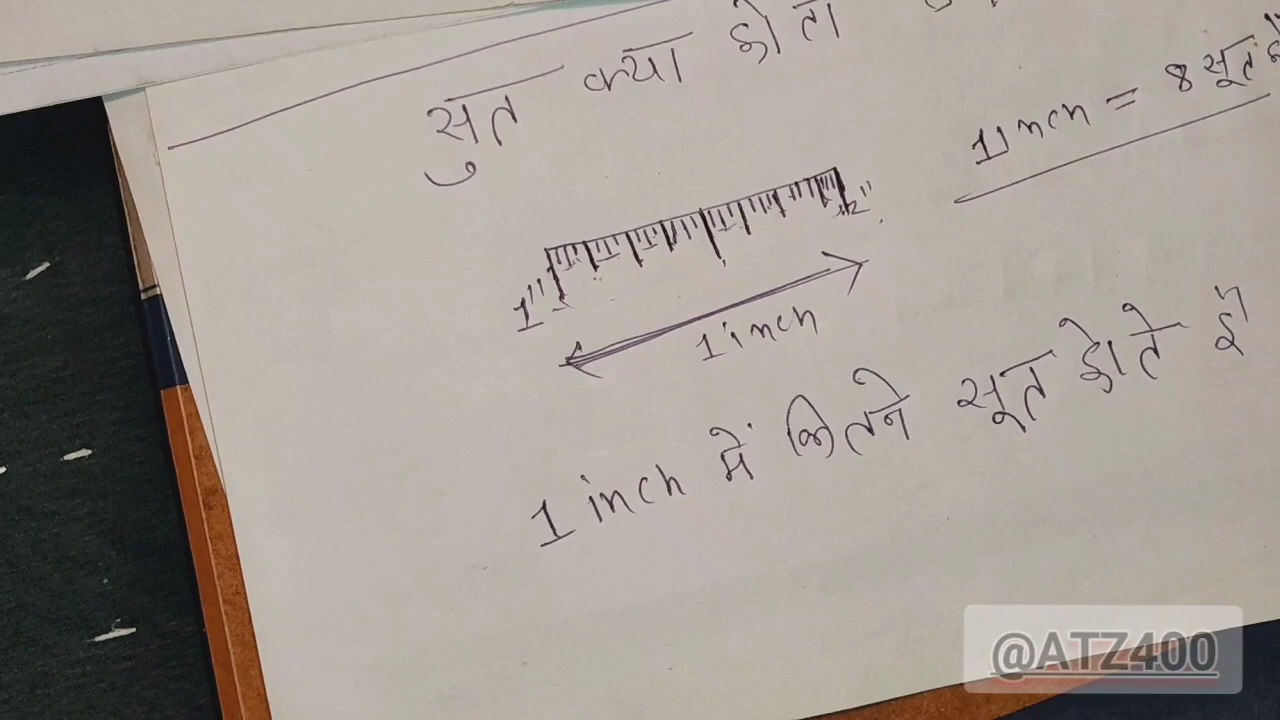 सुत क्या होता
1 inch = 8 सूत
1"
2"
1 inch
1 inch में कितने सूत होते हैं
@ATZ400